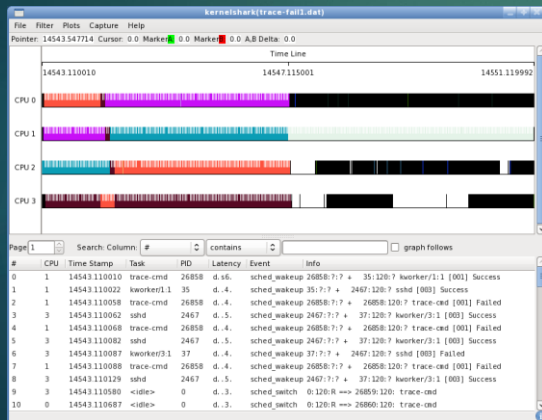 kernelshark(trace-fail1.dat)
File Filter Plots Capture Help
Pointer: 14543.547714 Cursor: 0.0 MarkerA 0.0 MarkerB 0.0 A,B Delta: 0.0
Time Line
14543.110010 14547.115001 14551.119992
CPU 0
CPU 1
CPU 2
CPU 3
Page 1 Search: Column: # contains graph follows
# CPU Time Stamp Task PID Latency Event Info
0 1 14543.110010 trace-cmd 26858 d.s6. sched_wakeup 26858:?:? + 35:120:? kworker/1:1 [001] Success
1 1 14543.110022 kworker/1:1 35 d..4. sched_wakeup 35:?:? + 2467:120:? sshd [003] Success
2 1 14543.110058 trace-cmd 26858 d..4. sched_wakeup 26858:?:? + 26858:120:? trace-cmd [001] Failed
3 3 14543.110062 sshd 2467 d..5. sched_wakeup 2467:?:? + 37:120:? kworker/3:1 [003] Success
4 1 14543.110068 trace-cmd 26858 d..4. sched_wakeup 26858:?:? + 26858:120:? trace-cmd [001] Failed
5 3 14543.110082 sshd 2467 d..5. sched_wakeup 2467:?:? + 37:120:? kworker/3:1 [003] Success
6 3 14543.110087 kworker/3:1 37 d..4. sched_wakeup 37:?:? + 2467:120:? sshd [003] Failed
7 1 14543.110088 trace-cmd 26858 d..4. sched_wakeup 26858:?:? + 26858:120:? trace-cmd [001] Failed
8 3 14543.110129 sshd 2467 d..5. sched_wakeup 2467:?:? + 37:120:? kworker/3:1 [003] Success
9 3 14543.110580 <idle> 0 d..3. sched_switch 0:120:R ==> 26859:120: trace-cmd
10 0 14543.110687 <idle> 0 d..3. sched_switch 0:120:R ==> 26860:120: trace-cmd